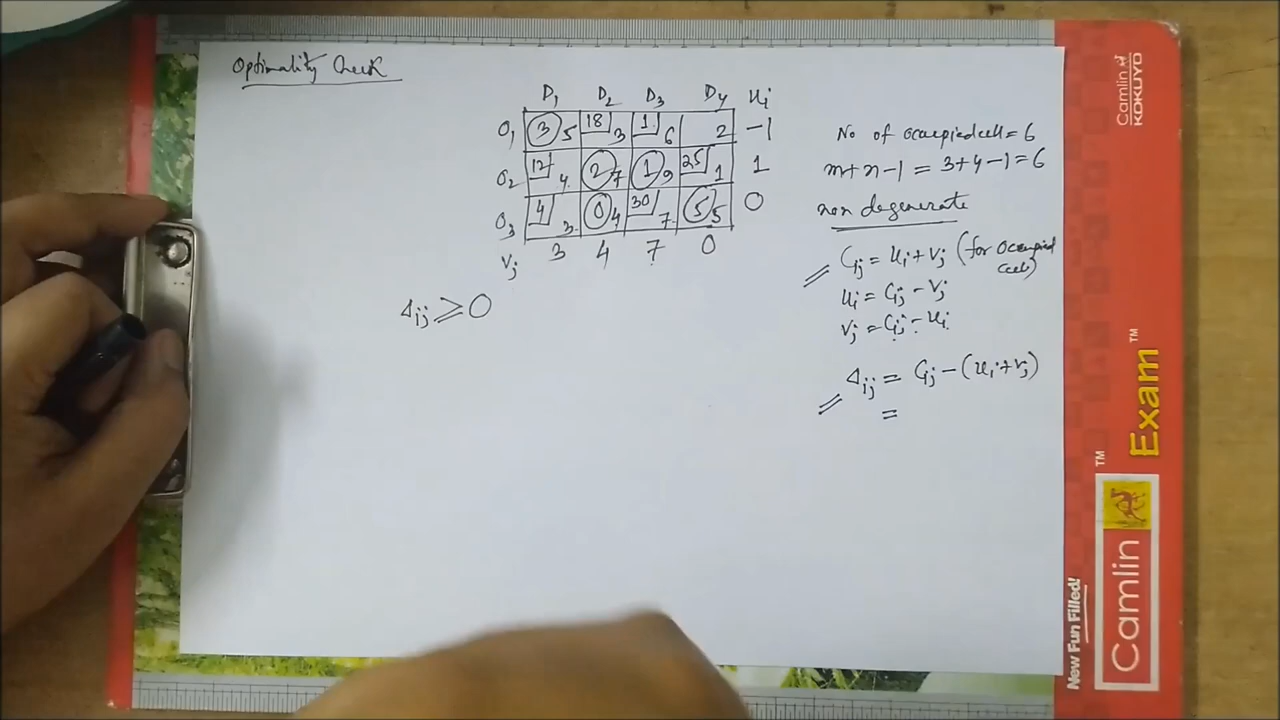 Optimality Check
D1 D2 D3 D4 ui
O1 3 5 18 3 1 6 2 -1
O2 12 4 2 7 1 9 25 1 1
O3 4 3 0 4 30 7 5 5 0
vj 3 4 7 0
Δij ≥ 0
No of occupied cell = 6
m+n-1 = 3+4-1 = 6
non degenerate
Cij = ui + vj (for occupied
cell)
ui = Cij - vj
vj = Cij - ui
Δij = Cij - (ui + vj)
=
Camlin
KOKUYO
Exam™
Camlin
TM
New Fun Filled!